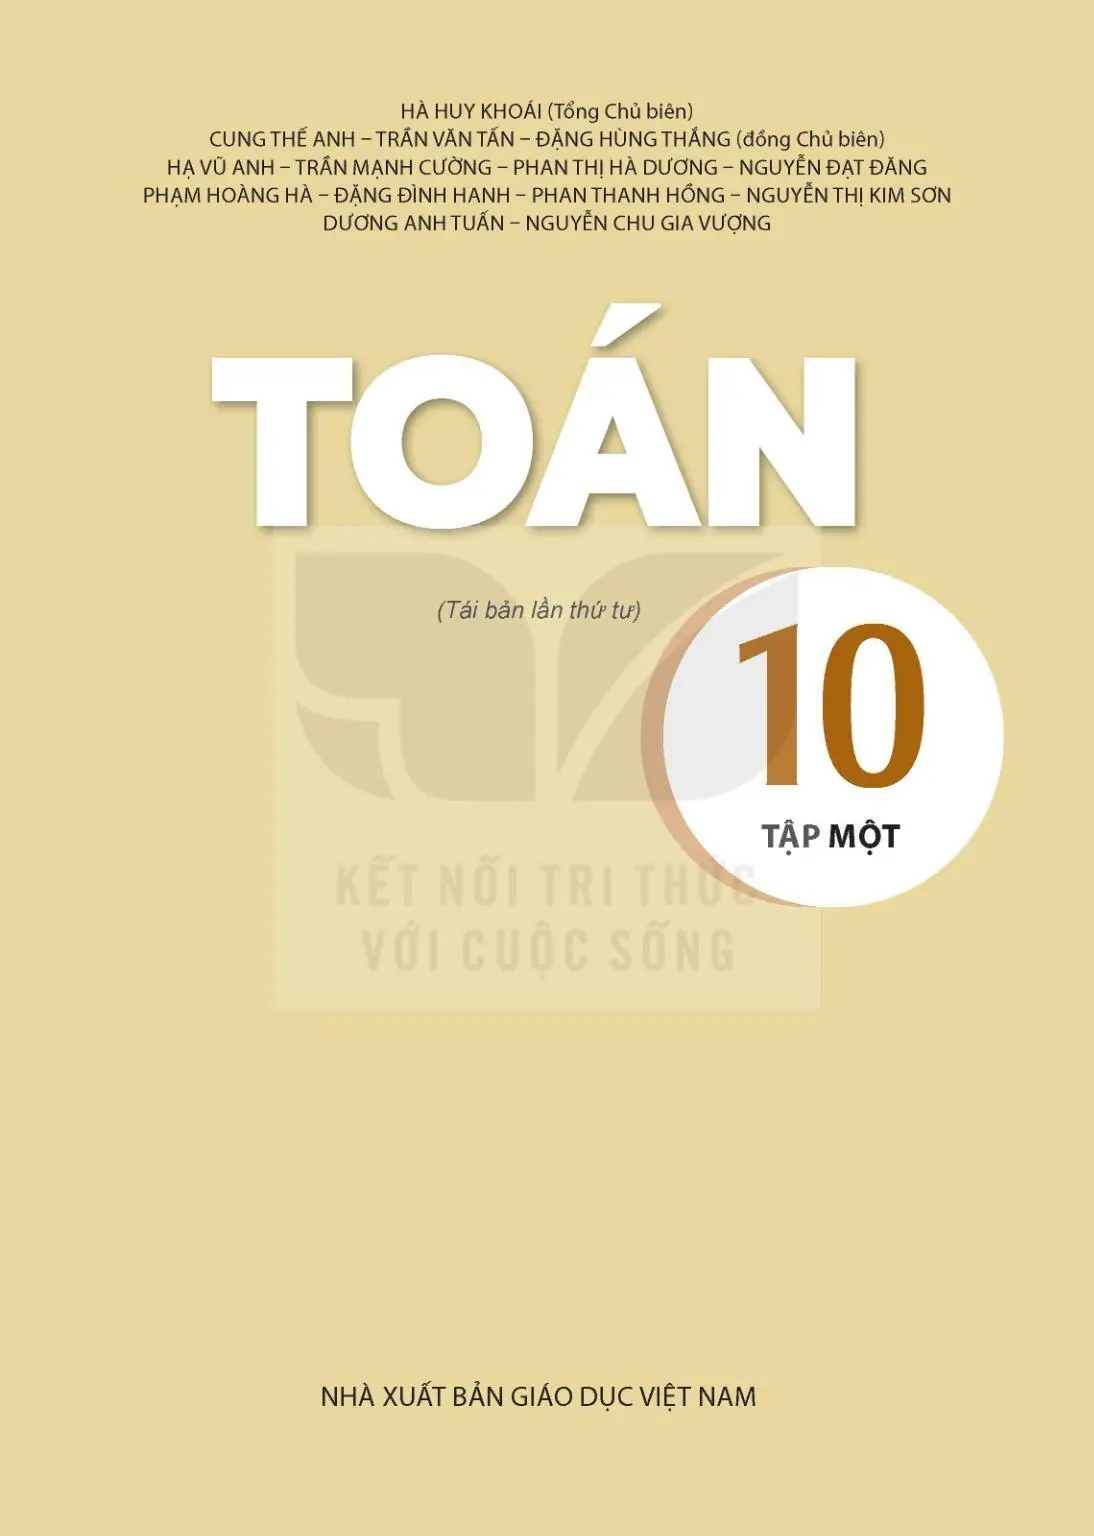 HÀ HUY KHOÁI (Tổng Chủ biên)
CUNG THẾ ANH – TRẦN VĂN TẤN – ĐẶNG HÙNG THẮNG (đồng Chủ biên)
HẠ VŨ ANH – TRẦN MẠNH CƯỜNG – PHAN THỊ HÀ DƯƠNG – NGUYỄN ĐẠT ĐĂNG
PHẠM HOÀNG HÀ – ĐẶNG ĐÌNH HANH – PHAN THANH HỒNG – NGUYỄN THỊ KIM SƠN
DƯƠNG ANH TUẤN – NGUYỄN CHU GIA VƯỢNG
TOÁN
(Tái bản lần thứ tư)
10
TẬP MỘT
KẾT NỐI TRI THỨC
VỚI CUỘC SỐNG
NHÀ XUẤT BẢN GIÁO DỤC VIỆT NAM